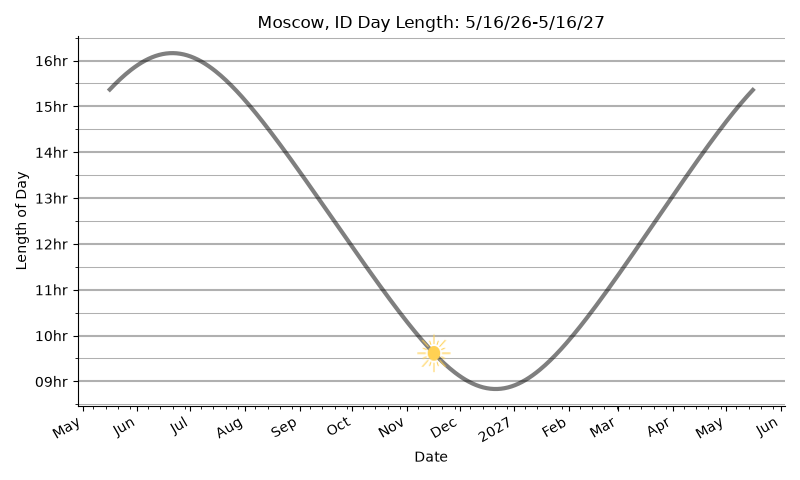 Moscow, ID Day Length: 5/16/26-5/16/27
16hr
15hr
14hr
13hr
12hr
11hr
10hr
09hr
Length of Day
May Jun Jul Aug Sep Oct Nov Dec 2027 Feb Mar Apr May Jun
Date